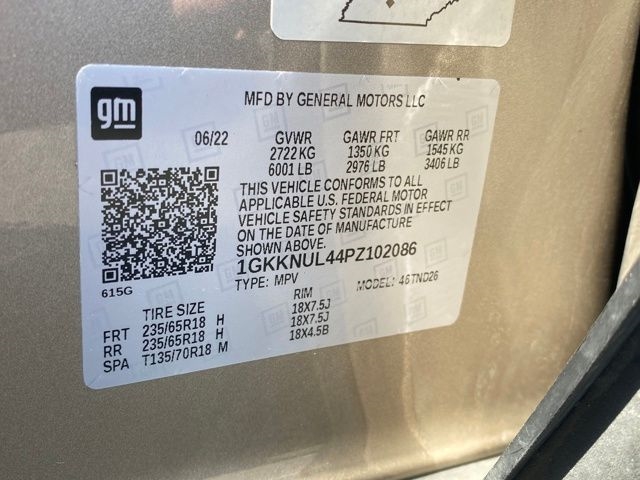 gm
MFD BY GENERAL MOTORS LLC
06/22 GVWR GAWR FRT GAWR RR
2722 KG 1350 KG 1545 KG
6001 LB 2976 LB 3406 LB
THIS VEHICLE CONFORMS TO ALL
APPLICABLE U.S. FEDERAL MOTOR
VEHICLE SAFETY STANDARDS IN EFFECT
ON THE DATE OF MANUFACTURE
SHOWN ABOVE.
1GKKNUL44PZ102086
615G TYPE: MPV MODEL: 46TND26
TIRE SIZE RIM
FRT 235/65R18 H 18X7.5J
RR 235/65R18 H 18X7.5J
SPA T135/70R18 M 18X4.5B